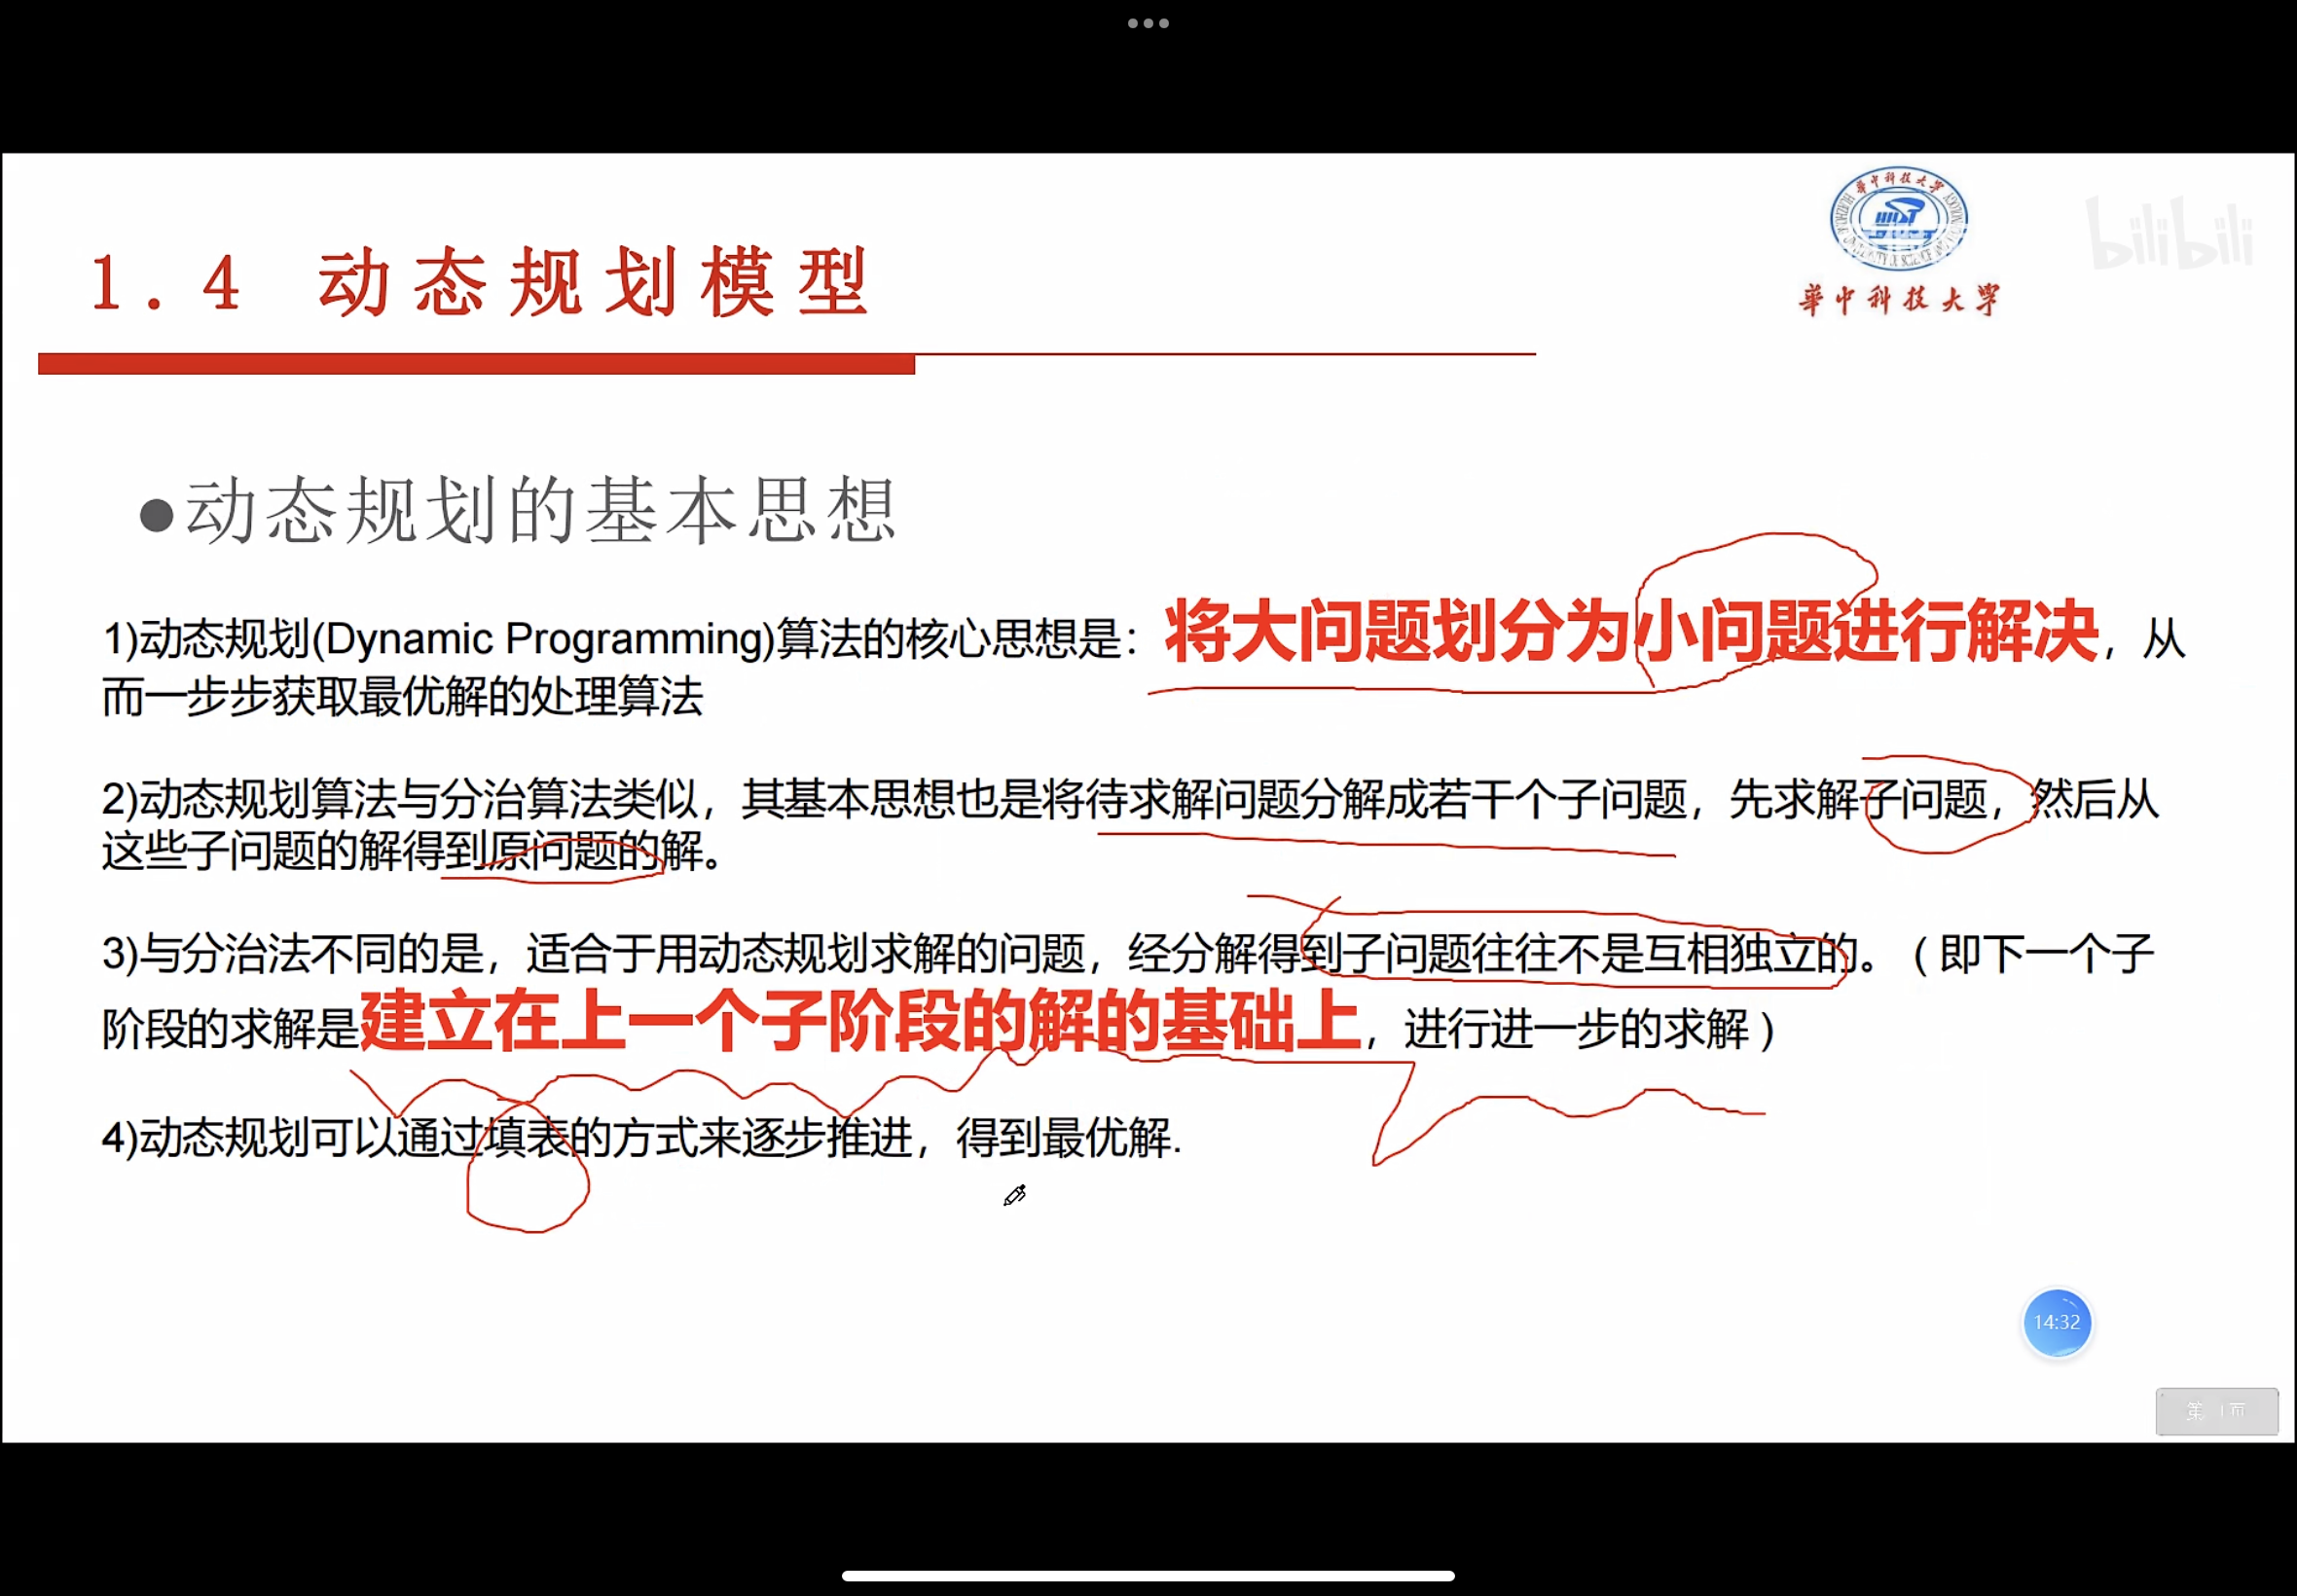 1.4 动态规划模型
華中科技大学
bilibili
●动态规划的基本思想
1)动态规划(Dynamic Programming)算法的核心思想是：将大问题划分为小问题进行解决，从
而一步步获取最优解的处理算法
2)动态规划算法与分治算法类似，其基本思想也是将待求解问题分解成若干个子问题，先求解子问题，然后从
这些子问题的解得到原问题的解。
3)与分治法不同的是，适合于用动态规划求解的问题，经分解得到子问题往往不是互相独立的。（即下一个子
阶段的求解是建立在上一个子阶段的解的基础上，进行进一步的求解）
4)动态规划可以通过填表的方式来逐步推进，得到最优解.
14:32